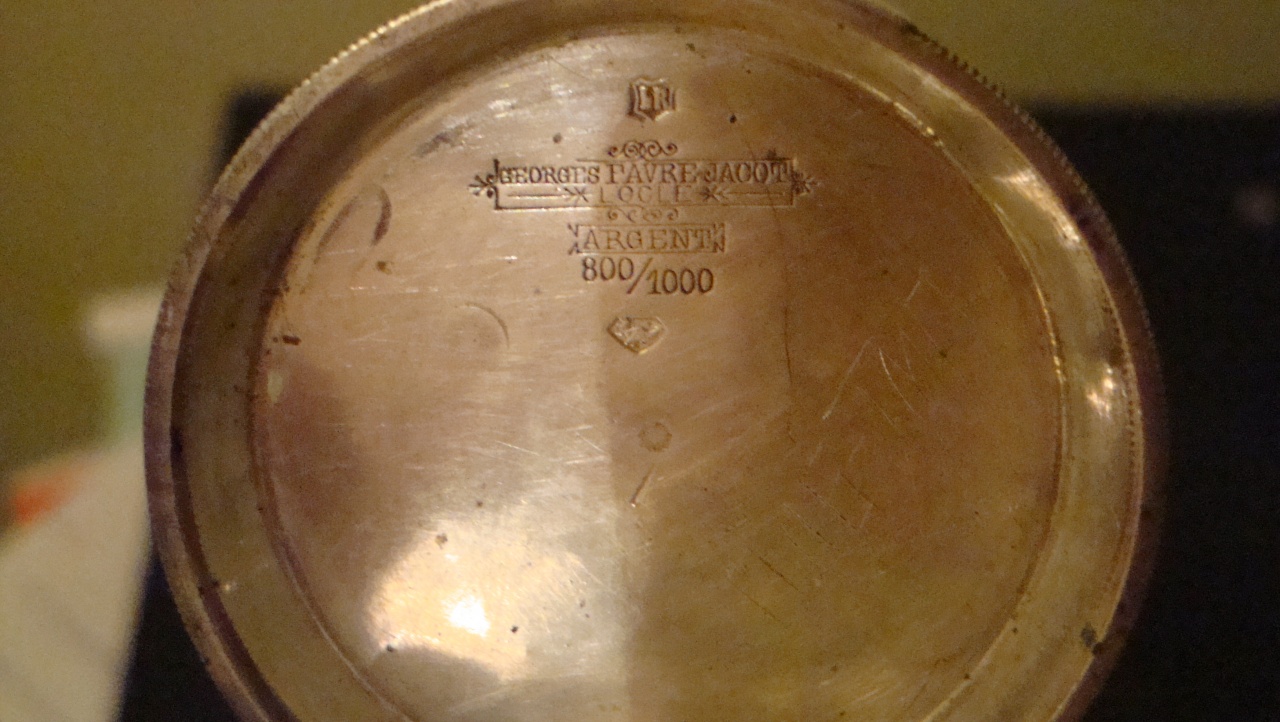 GEORGES FAVRE-JACOT
LOCLE
ARGENT
800/1000